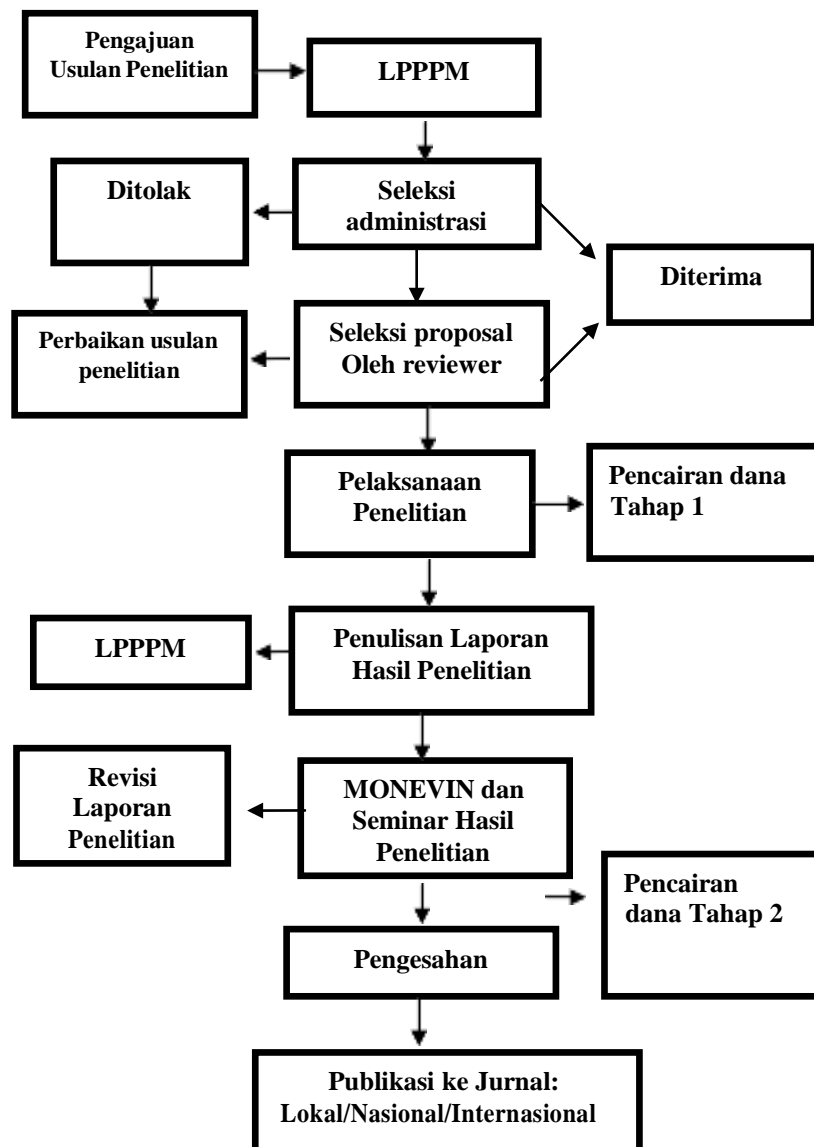 Pengajuan
Usulan Penelitian
LPPPM
Ditolak
Seleksi
administrasi
Diterima
Perbaikan usulan
penelitian
Seleksi proposal
Oleh reviewer
Pelaksanaan
Penelitian
Pencairan dana
Tahap 1
LPPPM
Penulisan Laporan
Hasil Penelitian
Revisi
Laporan
Penelitian
MONEVIN dan
Seminar Hasil
Penelitian
Pencairan
dana Tahap 2
Pengesahan
Publikasi ke Jurnal:
Lokal/Nasional/Internasional